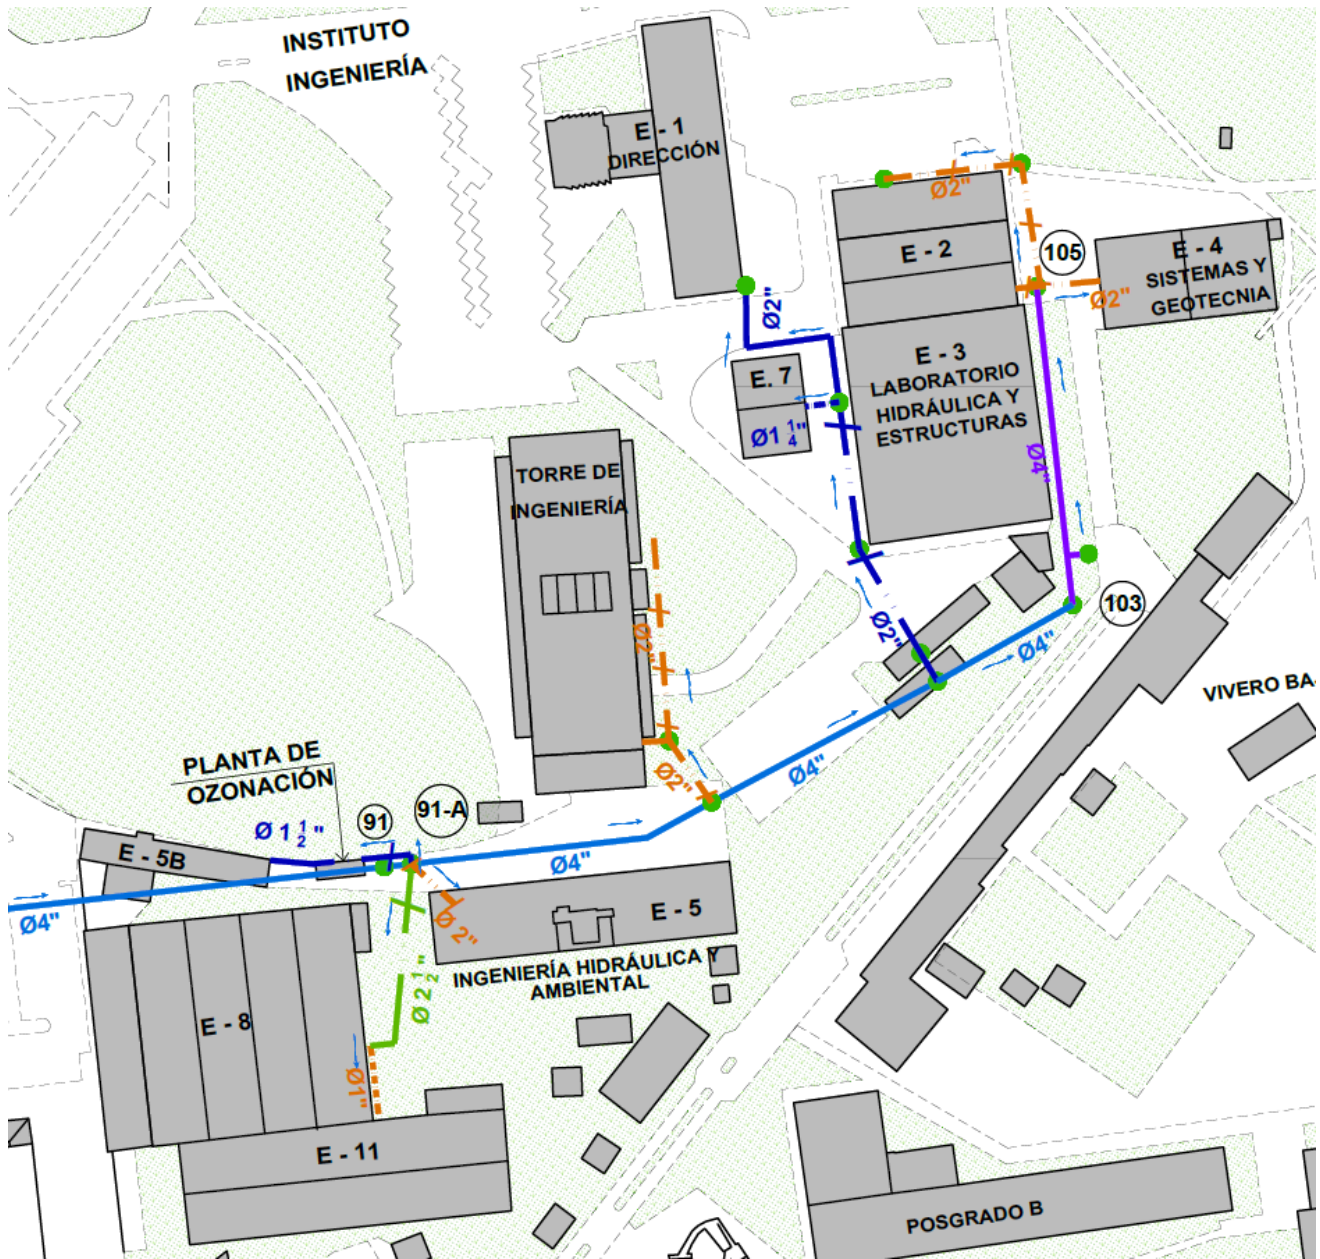 INSTITUTO
INGENIERÍA
E - 1
DIRECCIÓN
Ø2"
E - 2
105
E - 4
SISTEMAS Y
GEOTECNIA
Ø2"
Ø2"
E - 3
LABORATORIO
HIDRÁULICA Y
ESTRUCTURAS
E. 7
Ø1 1/4"
Ø4"
TORRE DE
INGENIERÍA
Ø2"
Ø2"
103
Ø4"
VIVERO BA
PLANTA DE
OZONACIÓN
Ø2"
Ø4"
91
91-A
Ø 1 1/2"
E - 5B
Ø4"
Ø4"
E - 5
Ø 2"
INGENIERÍA HIDRÁULICA Y
AMBIENTAL
Ø 2 1/2"
E - 8
Ø1"
E - 11
POSGRADO B